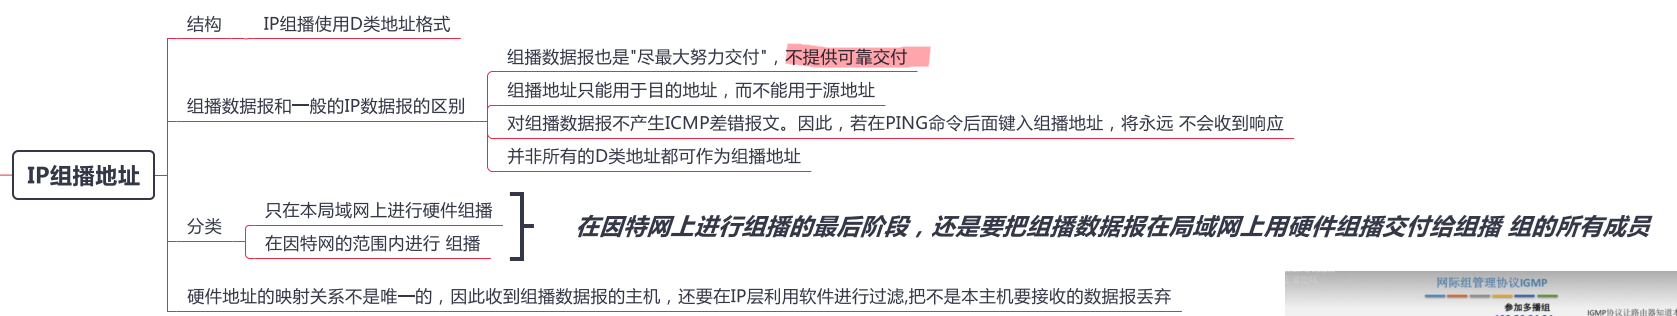 结构
IP组播使用D类地址格式
组播数据报也是"尽最大努力交付"，不提供可靠交付
组播地址只能用于目的地址，而不能用于源地址
组播数据报和一般的IP数据报的区别
对组播数据报不产生ICMP差错报文。因此，若在PING命令后面键入组播地址，将永远 不会收到响应
并非所有的D类地址都可作为组播地址
IP组播地址
只在本局域网上进行硬件组播
分类
在因特网的范围内进行 组播
在因特网上进行组播的最后阶段，还是要把组播数据报在局域网上用硬件组播交付给组播 组的所有成员
硬件地址的映射关系不是唯一的，因此收到组播数据报的主机，还要在IP层利用软件进行过滤,把不是本主机要接收的数据报丢弃
网际组管理协议IGMP
参加多播组
IGMP协议让路由器知道